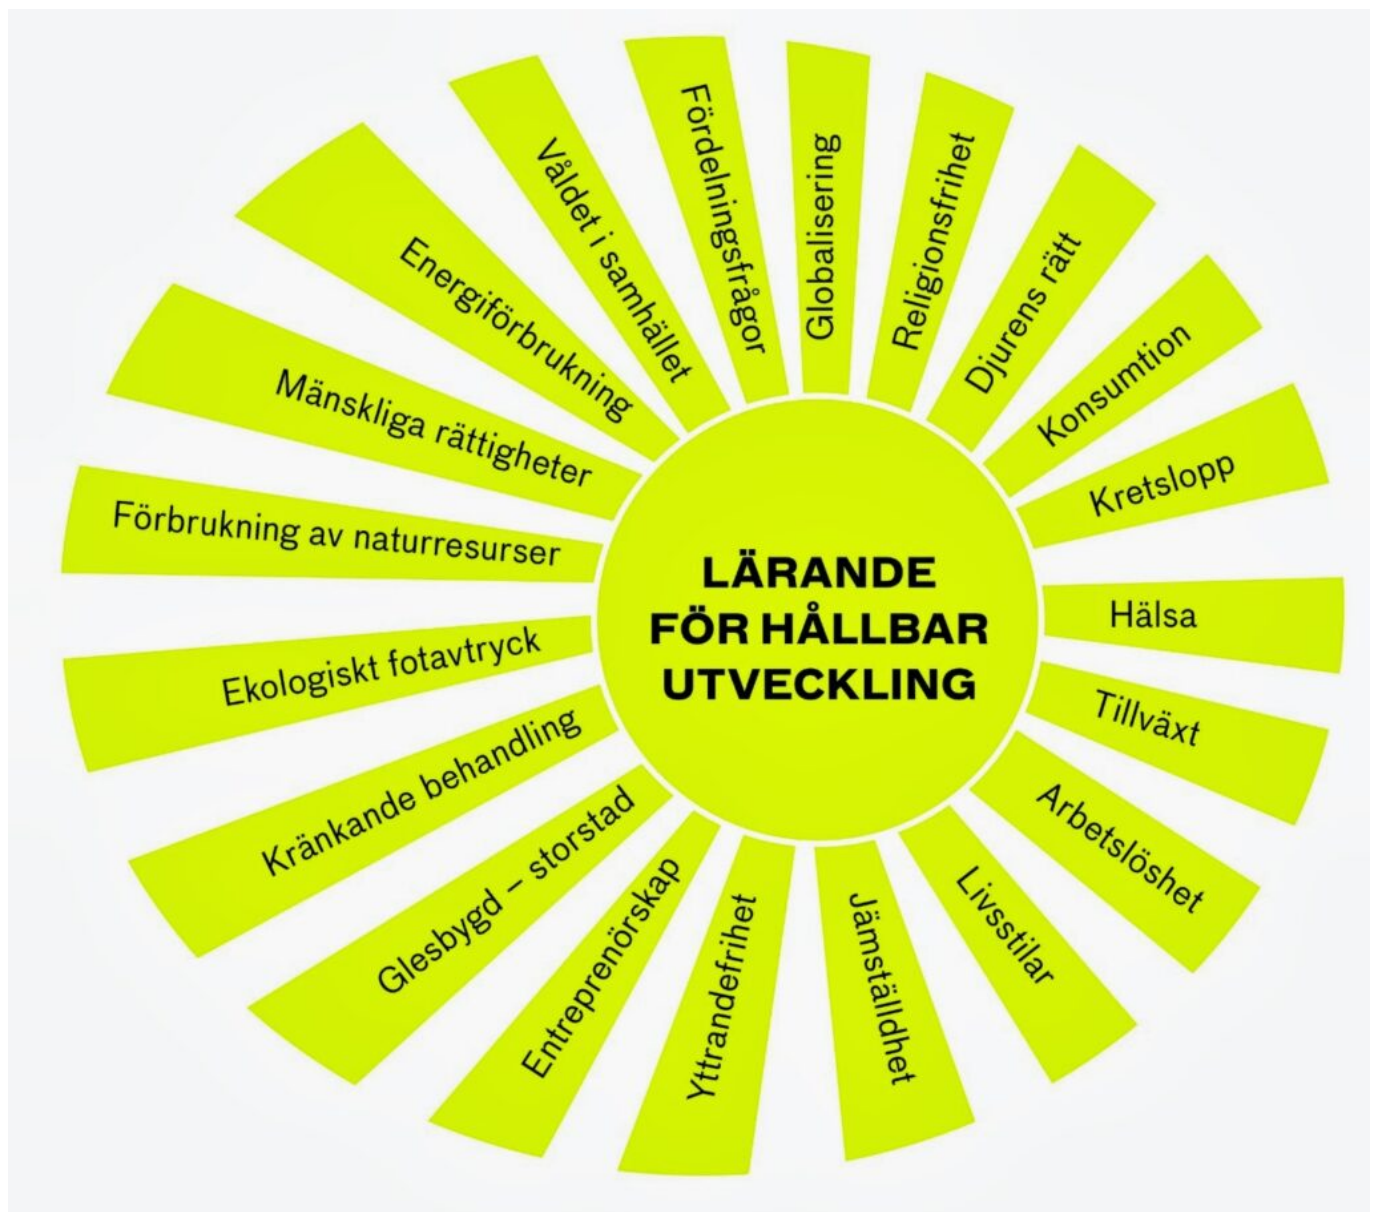 LÄRANDE
FÖR HÅLLBAR
UTVECKLING
Globalisering
Religionsfrihet
Djurens rätt
Konsumtion
Kretslopp
Hälsa
Tillväxt
Arbetslöshet
Livsstilar
Jämställdhet
Yttrandefrihet
Entreprenörskap
Glesbygd – storstad
Kränkande behandling
Ekologiskt fotavtryck
Förbrukning av naturresurser
Mänskliga rättigheter
Energiförbrukning
Våldet i samhället
Fördelningsfrågor